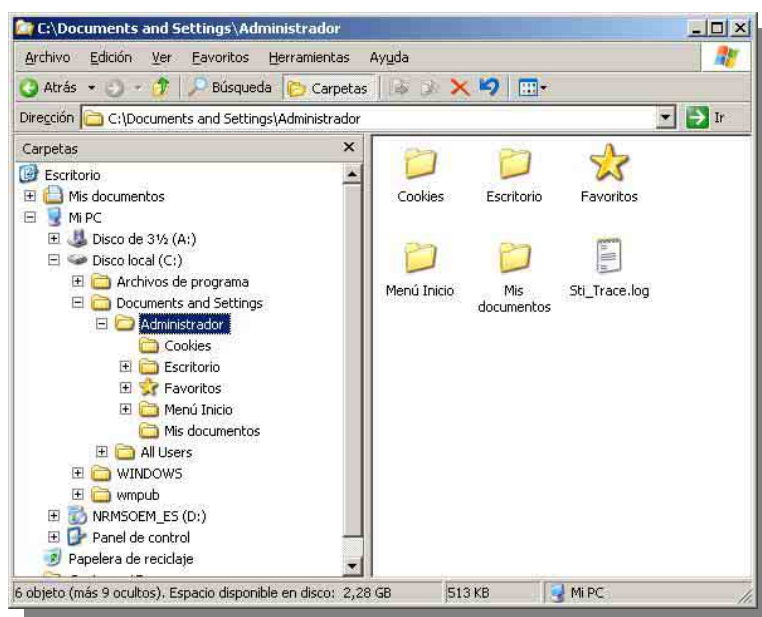 C:\Documents and Settings\Administrador
Archivo Edición Ver Favoritos Herramientas Ayuda
Atrás Búsqueda Carpetas
Dirección C:\Documents and Settings\Administrador Ir
Carpetas
Escritorio
Mis documentos
Mi PC
Disco de 3½ (A:)
Disco local (C:)
Archivos de programa
Documents and Settings
Administrador
Cookies
Escritorio
Favoritos
Menú Inicio
Mis documentos
All Users
WINDOWS
wmpub
NRMSOEM_ES (D:)
Panel de control
Papelera de reciclaje
Cookies Escritorio Favoritos
Menú Inicio Mis documentos Sti_Trace.log
6 objeto (más 9 ocultos). Espacio disponible en disco: 2,28 GB 513 KB Mi PC